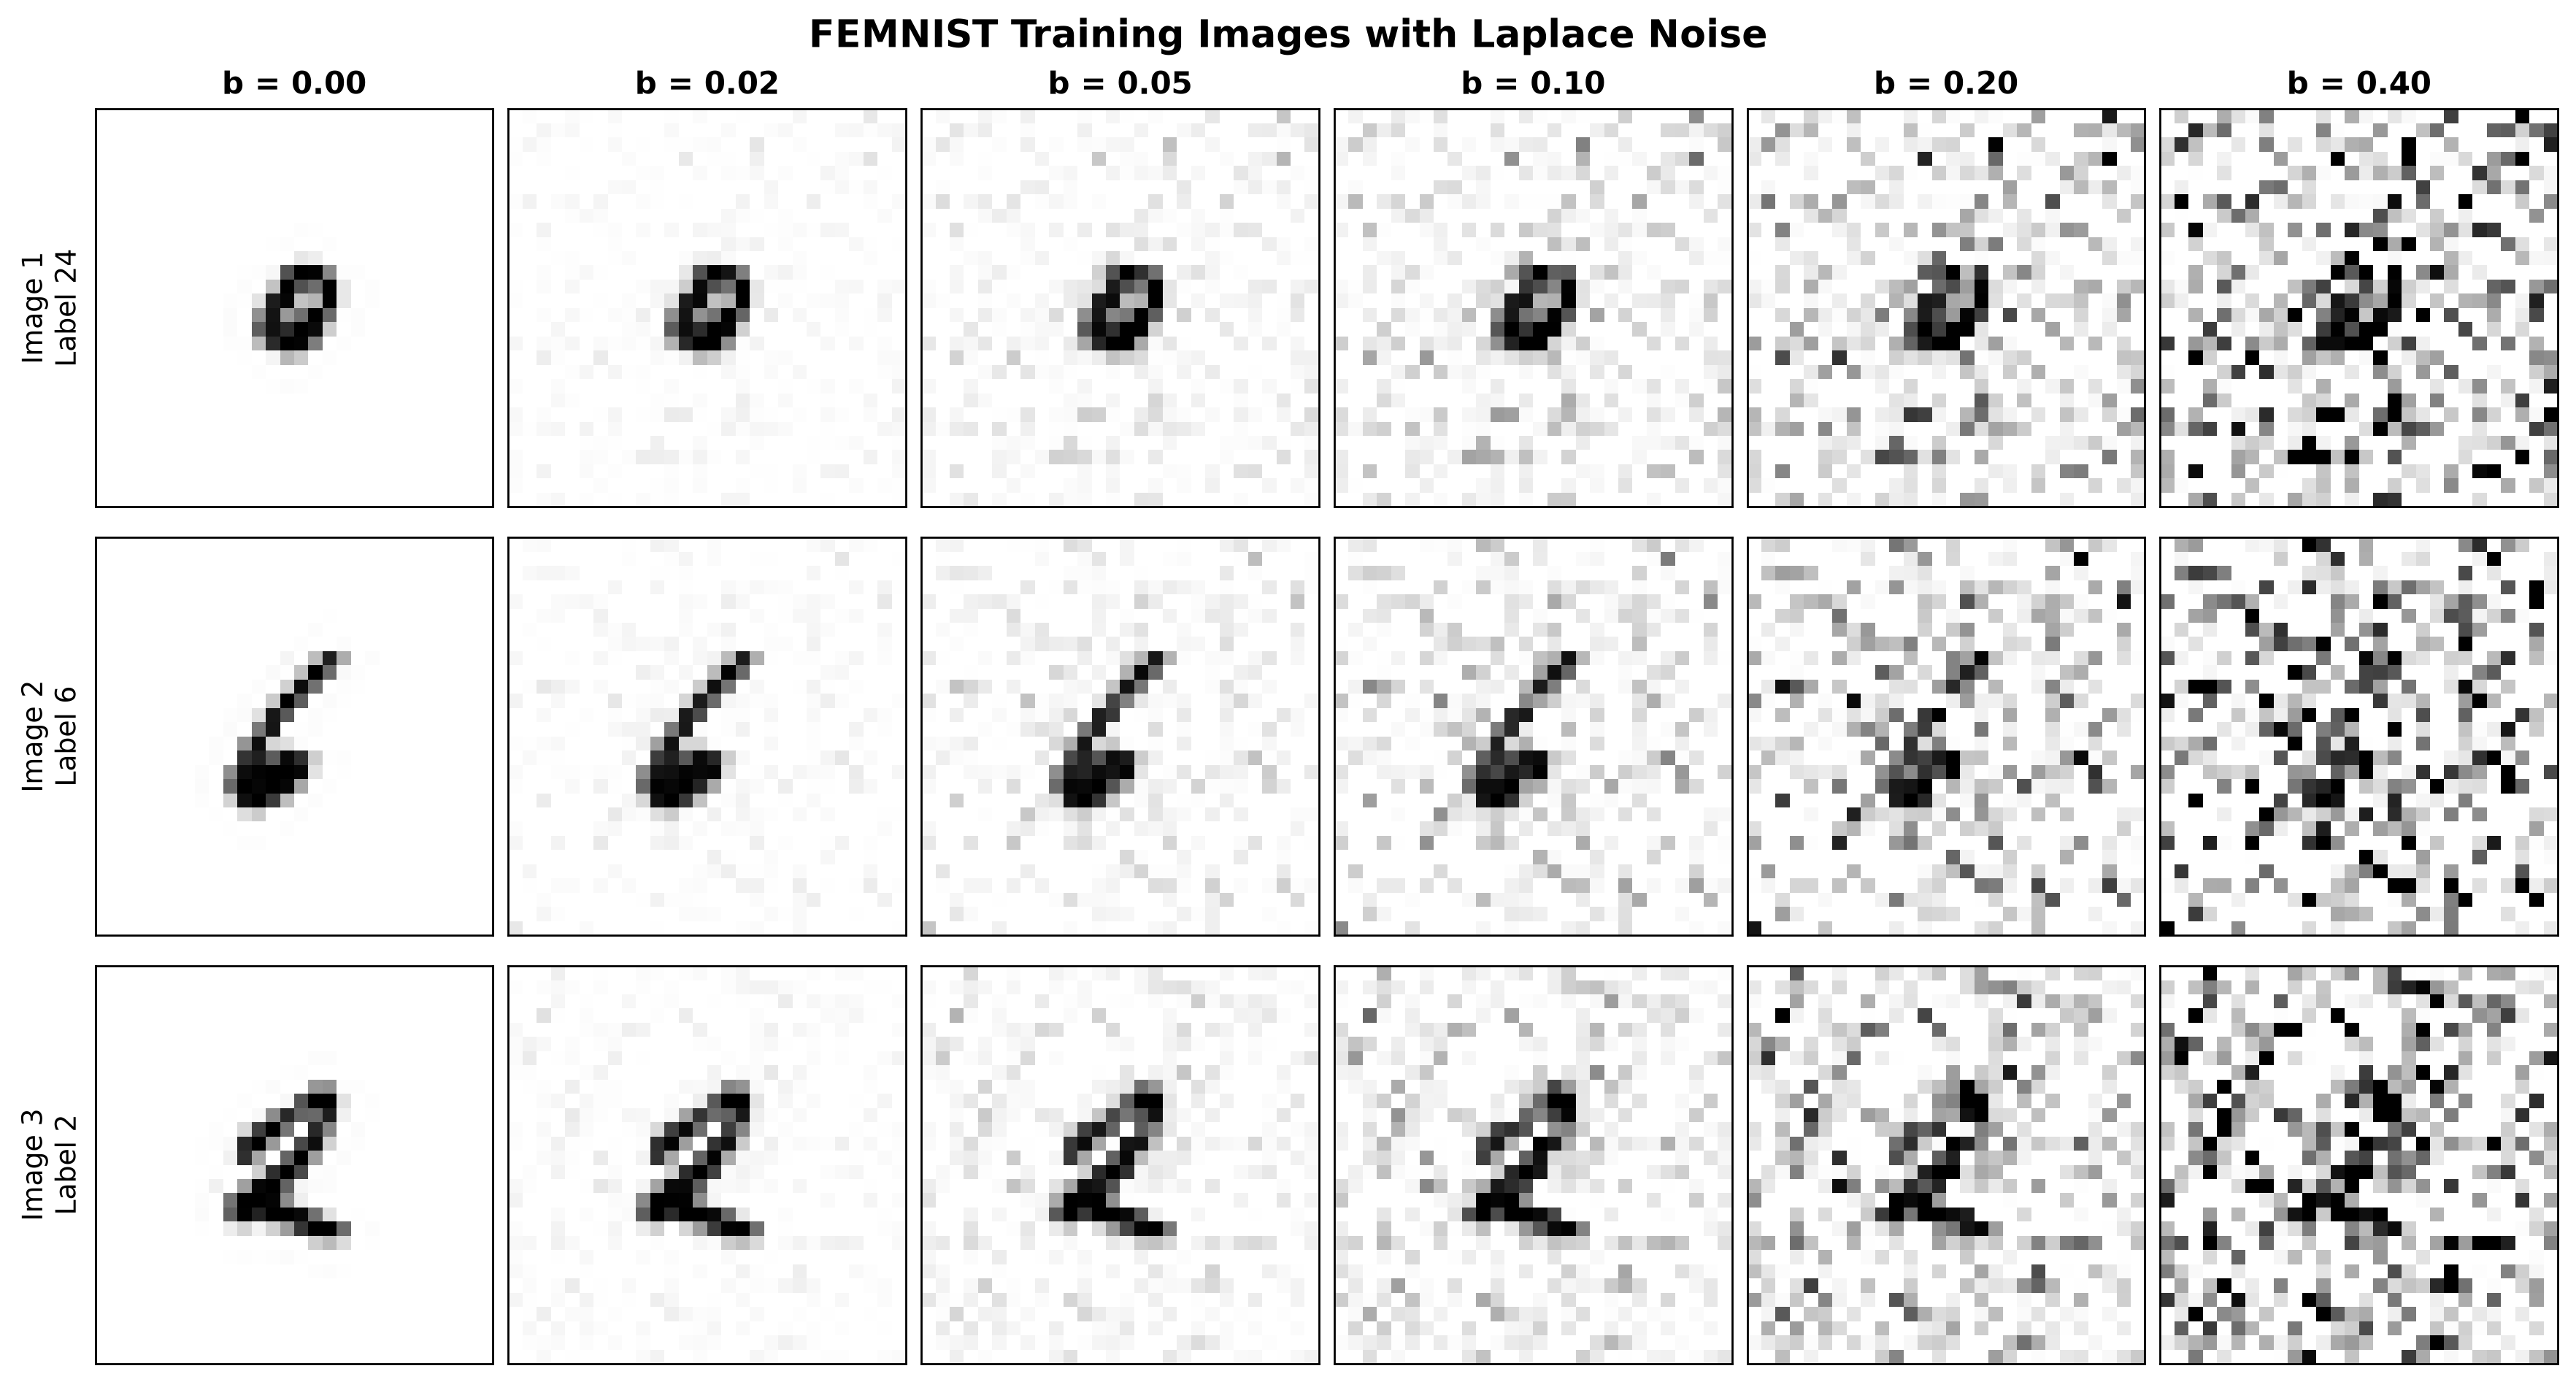 FEMNIST Training Images with Laplace Noise
b = 0.00 b = 0.02 b = 0.05 b = 0.10 b = 0.20 b = 0.40
Image 1
Label 24
Image 2
Label 6
Image 3
Label 2